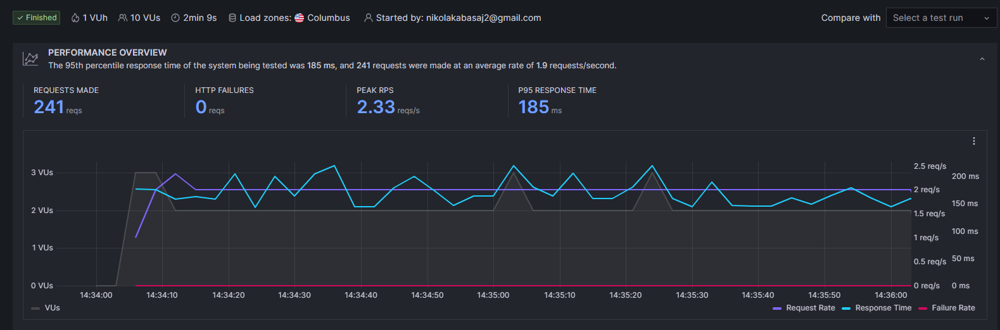 Finished 1 VUh 10 VUs 2min 9s Load zones: Columbus Started by: nikolakabasaj2@gmail.com Compare with Select a test run
PERFORMANCE OVERVIEW
The 95th percentile response time of the system being tested was 185 ms, and 241 requests were made at an average rate of 1.9 requests/second.
REQUESTS MADE HTTP FAILURES PEAK RPS P95 RESPONSE TIME
241 reqs 0 reqs 2.33 reqs/s 185 ms
2.5 req/s
3 VUs 200 ms
2 req/s
150 ms
2 VUs 1.5 req/s
1 req/s 100 ms
1 VUs
0.5 req/s 50 ms
0 VUs 0 req/s 0 ms
14:34:00 14:34:10 14:34:20 14:34:30 14:34:40 14:34:50 14:35:00 14:35:10 14:35:20 14:35:30 14:35:40 14:35:50 14:36:00
VUs Request Rate Response Time Failure Rate